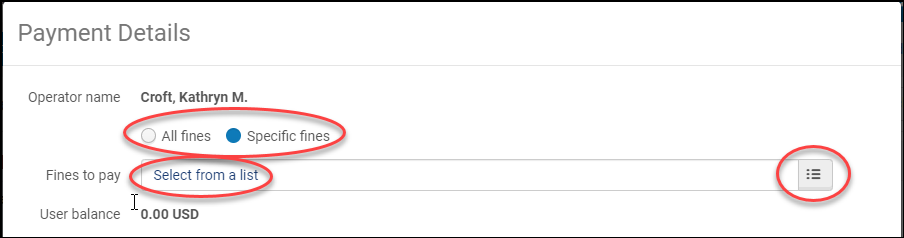 Payment Details
Operator name Croft, Kathryn M.
All fines Specific fines
Fines to pay Select from a list
User balance 0.00 USD